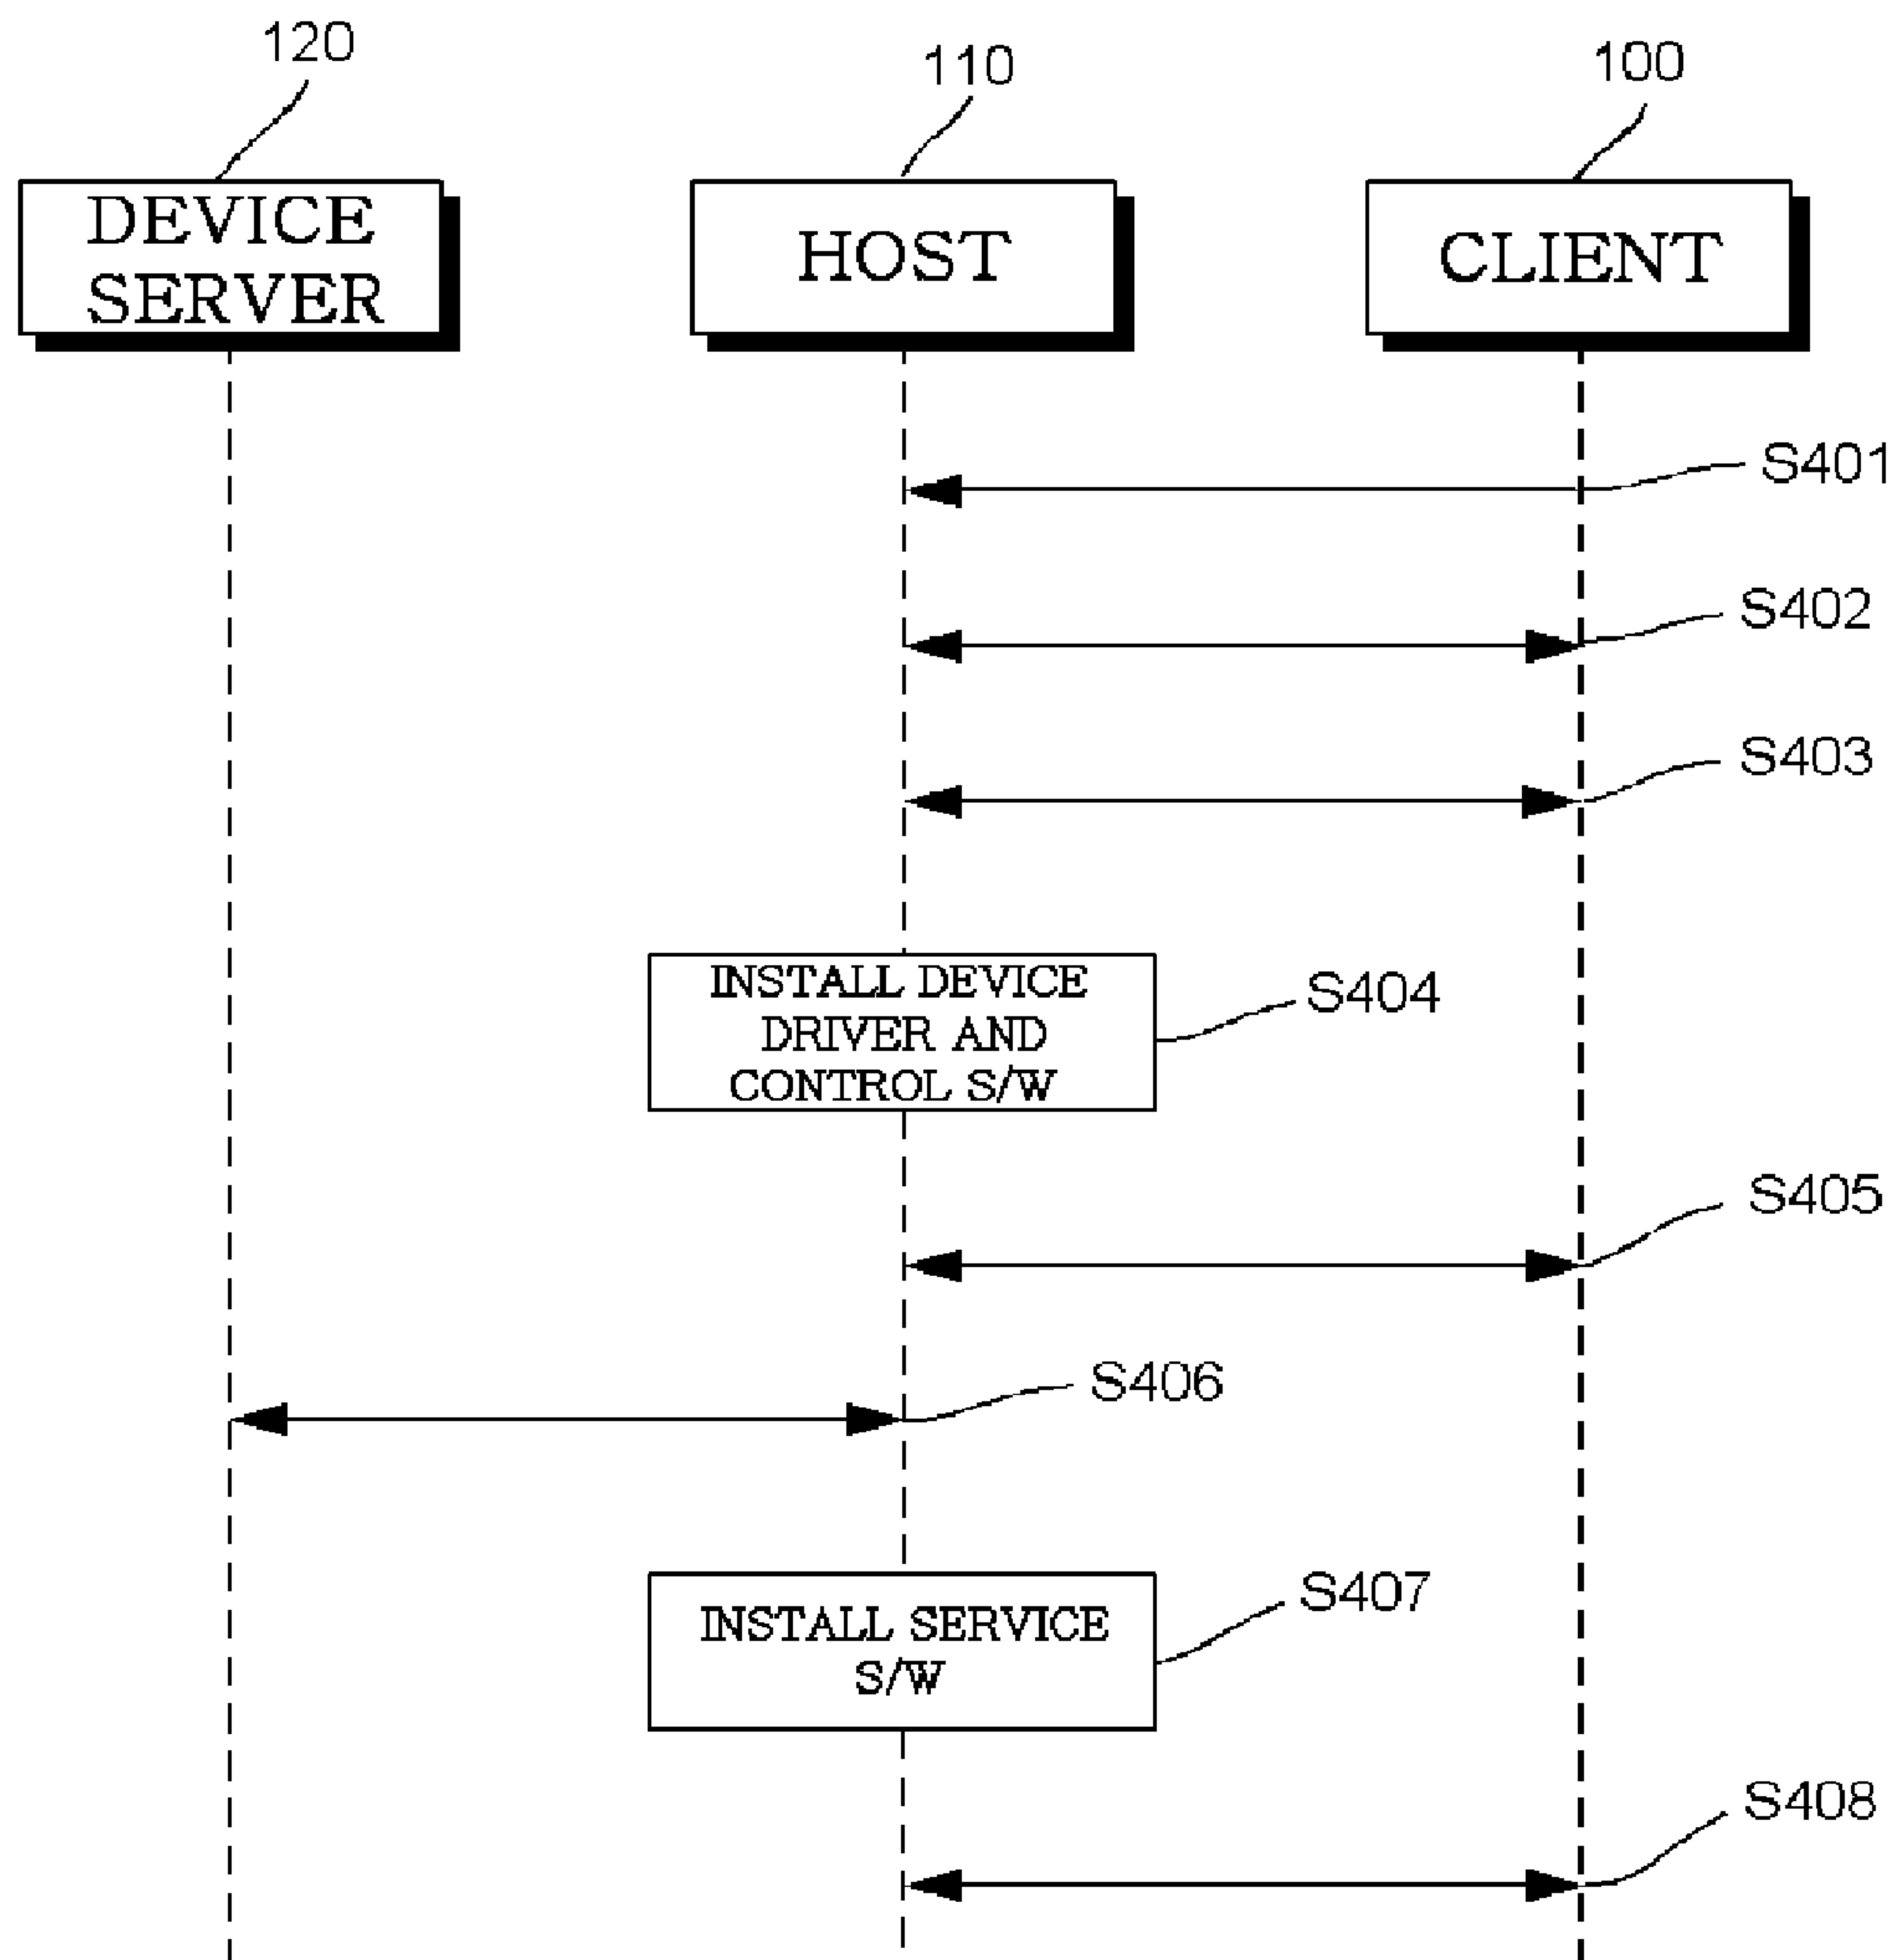 120
110
100
DEVICE
SERVER
HOST
CLIENT
S401
S402
S403
INSTALL DEVICE
DRIVER AND
CONTROL S/W
S404
S405
S406
INSTALL SERVICE
S/W
S407
S408